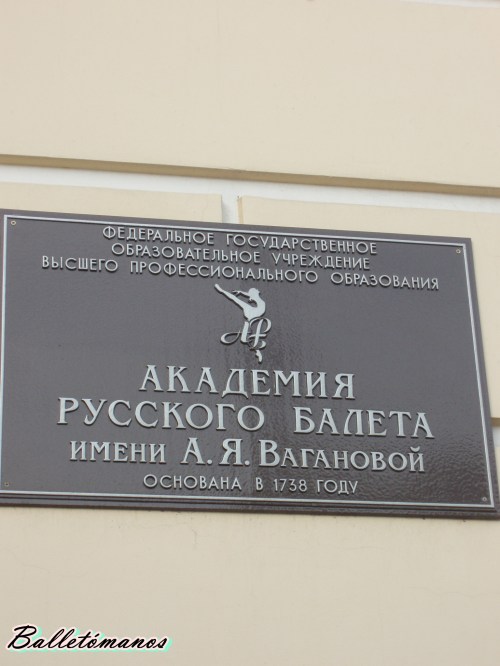 ФЕДЕРАЛЬНОЕ ГОСУДАРСТВЕННОЕ
ОБРАЗОВАТЕЛЬНОЕ УЧРЕЖДЕНИЕ
ВЫСШЕГО ПРОФЕССИОНАЛЬНОГО ОБРАЗОВАНИЯ
АКАДЕМИЯ
РУССКОГО БАЛЕТА
ИМЕНИ А. Я. ВАГАНОВОЙ
ОСНОВАНА В 1738 ГОДУ
Balletómanos